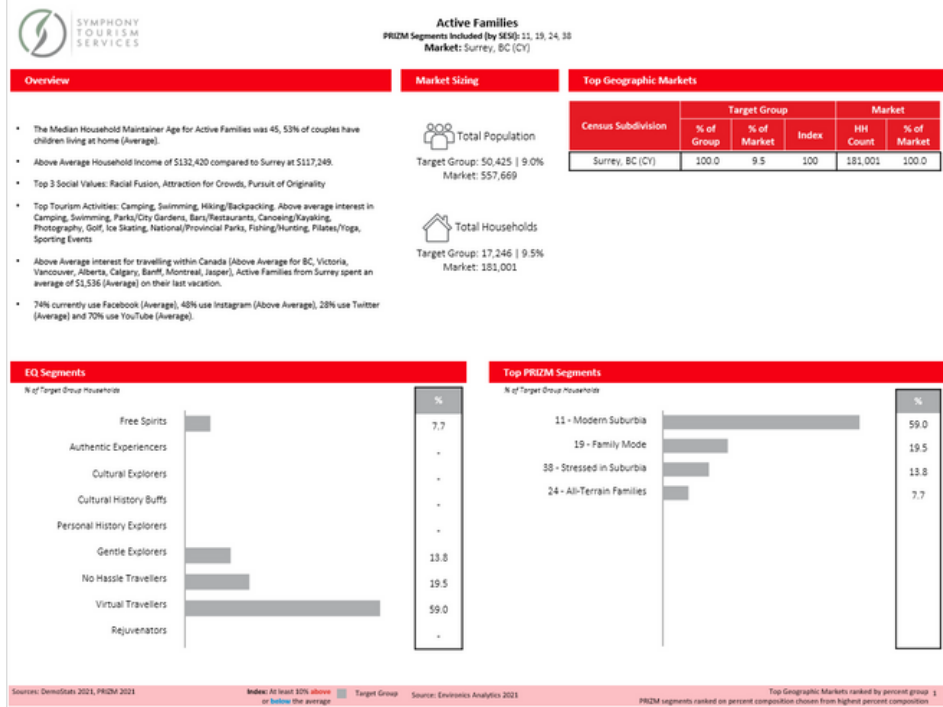 SYMPHONY
TOURISM
SERVICES
Active Families
PRIZM Segments Included (by SESI): 11, 19, 24, 38
Market: Surrey, BC (CY)
Overview
• The Median Household Maintainer Age for Active Families was 45, 53% of couples have
children living at home (Average).
• Above Average Household Income of $132,420 compared to Surrey at $117,249.
• Top 3 Social Values: Racial Fusion, Attraction for Crowds, Pursuit of Originality
• Top Tourism Activities: Camping, Swimming, Hiking/Backpacking. Above average interest in
Camping, Swimming, Parks/City Gardens, Bars/Restaurants, Canoeing/Kayaking,
Photography, Golf, Ice Skating, National/Provincial Parks, Fishing/Hunting, Pilates/Yoga,
Sporting Events
• Above Average interest for travelling within Canada (Above Average for BC, Victoria,
Vancouver, Alberta, Calgary, Banff, Montreal, Jasper), Active Families from Surrey spent an
average of $1,536 (Average) on their last vacation.
• 74% currently use Facebook (Average), 48% use Instagram (Above Average), 28% use Twitter
(Average) and 70% use YouTube (Average).
Market Sizing
Total Population
Target Group: 50,425 | 9.0%
Market: 557,669
Total Households
Target Group: 17,246 | 9.5%
Market: 181,001
Top Geographic Markets
Target Group Market
Census Subdivision % of Group % of Market Index HH Count % of Market
Surrey, BC (CY) 100.0 9.5 100 181,001 100.0
EQ Segments
% of Target Group Households
%
Free Spirits 7.7
Authentic Experiencers -
Cultural Explorers -
Cultural History Buffs -
Personal History Explorers -
Gentle Explorers 13.8
No Hassle Travellers 19.5
Virtual Travellers 59.0
Rejuvenators -
Top PRIZM Segments
% of Target Group Households
%
11 - Modern Suburbia 59.0
19 - Family Mode 19.5
38 - Stressed in Suburbia 13.8
24 - All-Terrain Families 7.7
Sources: DemoStats 2021, PRIZM 2021
Index: At least 10% above
or below the average
Target Group
Source: Environics Analytics 2021
Top Geographic Markets ranked by percent group 1
PRIZM segments ranked on percent composition chosen from highest percent composition